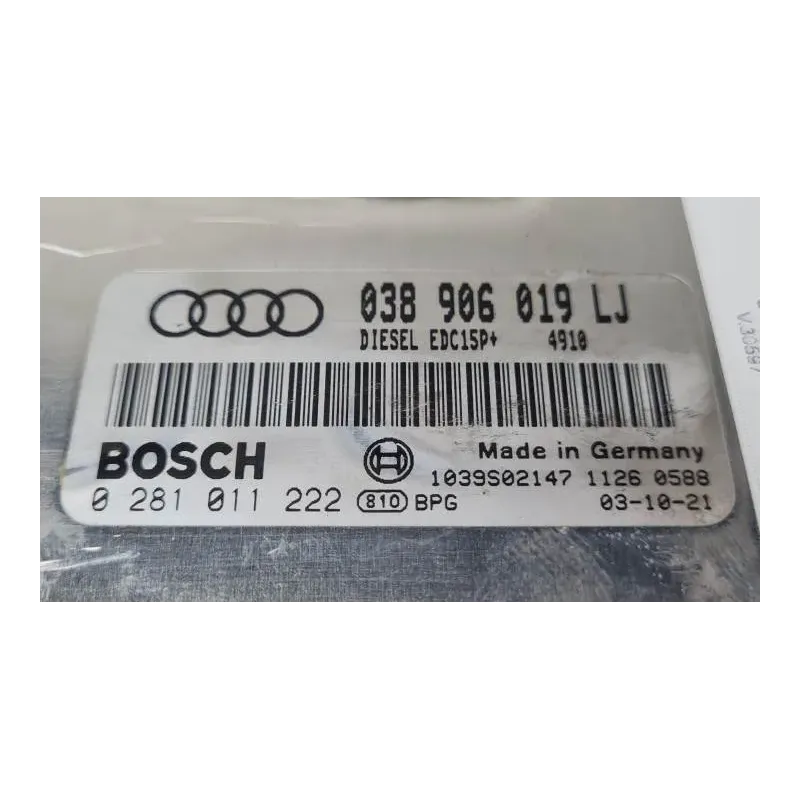 038 906 019 LJ
DIESEL EDC15P+ 4910
BOSCH
Made in Germany
1039S02147 1126 0588
0 281 011 222 810 BPG 03-10-21
V.30597